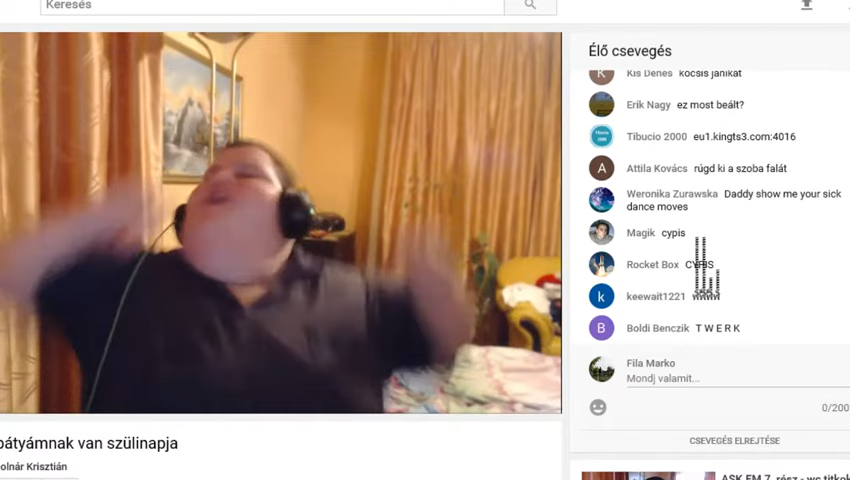 Keresés
Élő csevegés
Kis Dénes kocsis janikát
Erik Nagy ez most beált?
Tibucio 2000 eu1.kingts3.com:4016
Attila Kovács rúgd ki a szoba falát
Weronika Zurawska Daddy show me your sick
dance moves
Magik cypis
Rocket Box CYPIS
keewait1221 wwww
Boldi Benczik T W E R K
Fila Marko
Mondj valamit...
0/200
CSEVEGÉS ELREJTÉSE
bátyámnak van szülinapja
olnár Krisztián
ASK FM 7. rész - wc titkok